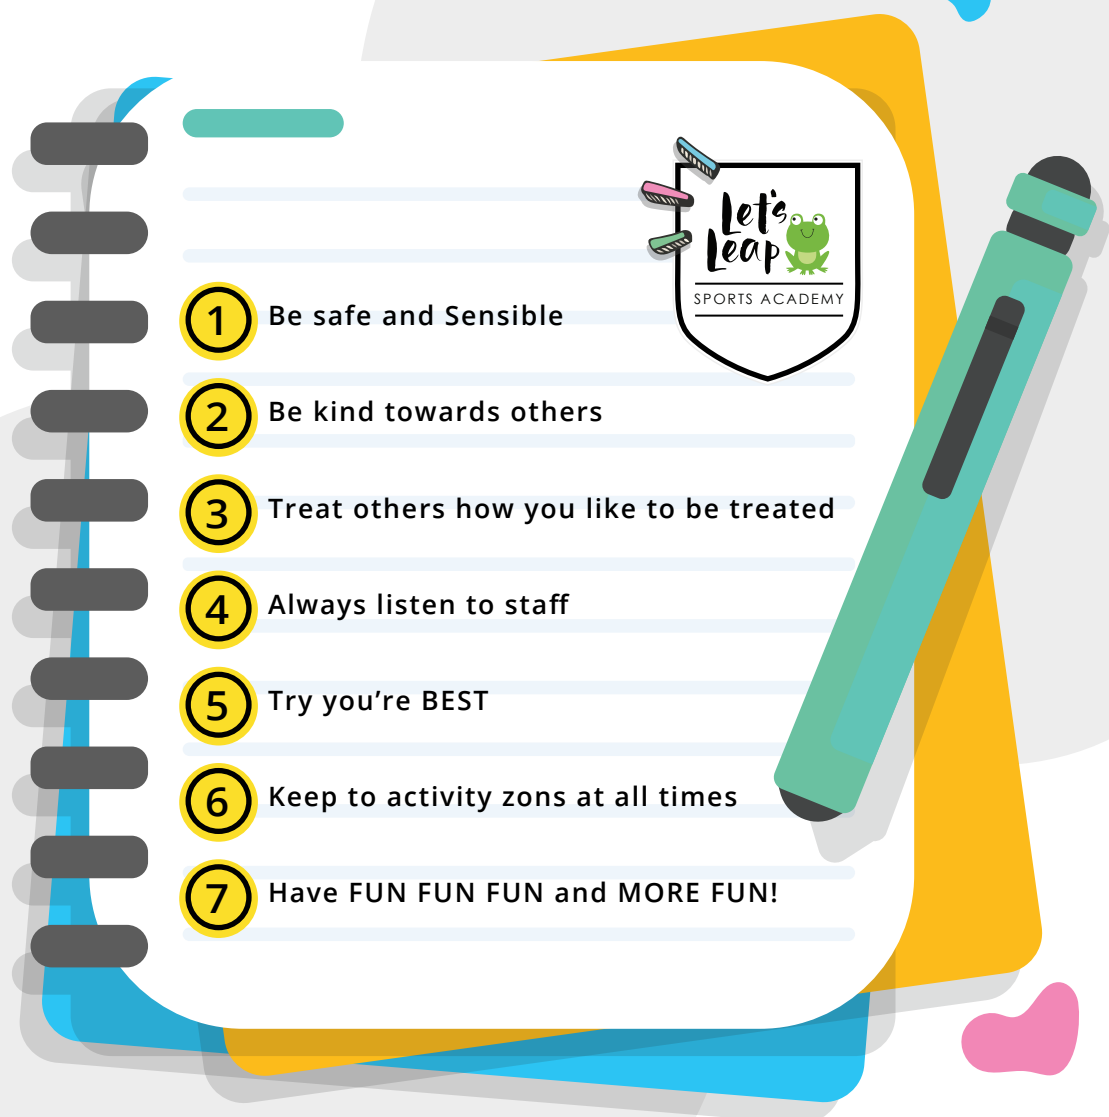 Let's
Leap
SPORTS ACADEMY
1 Be safe and Sensible
2 Be kind towards others
3 Treat others how you like to be treated
4 Always listen to staff
5 Try you’re BEST
6 Keep to activity zons at all times
7 Have FUN FUN FUN and MORE FUN!